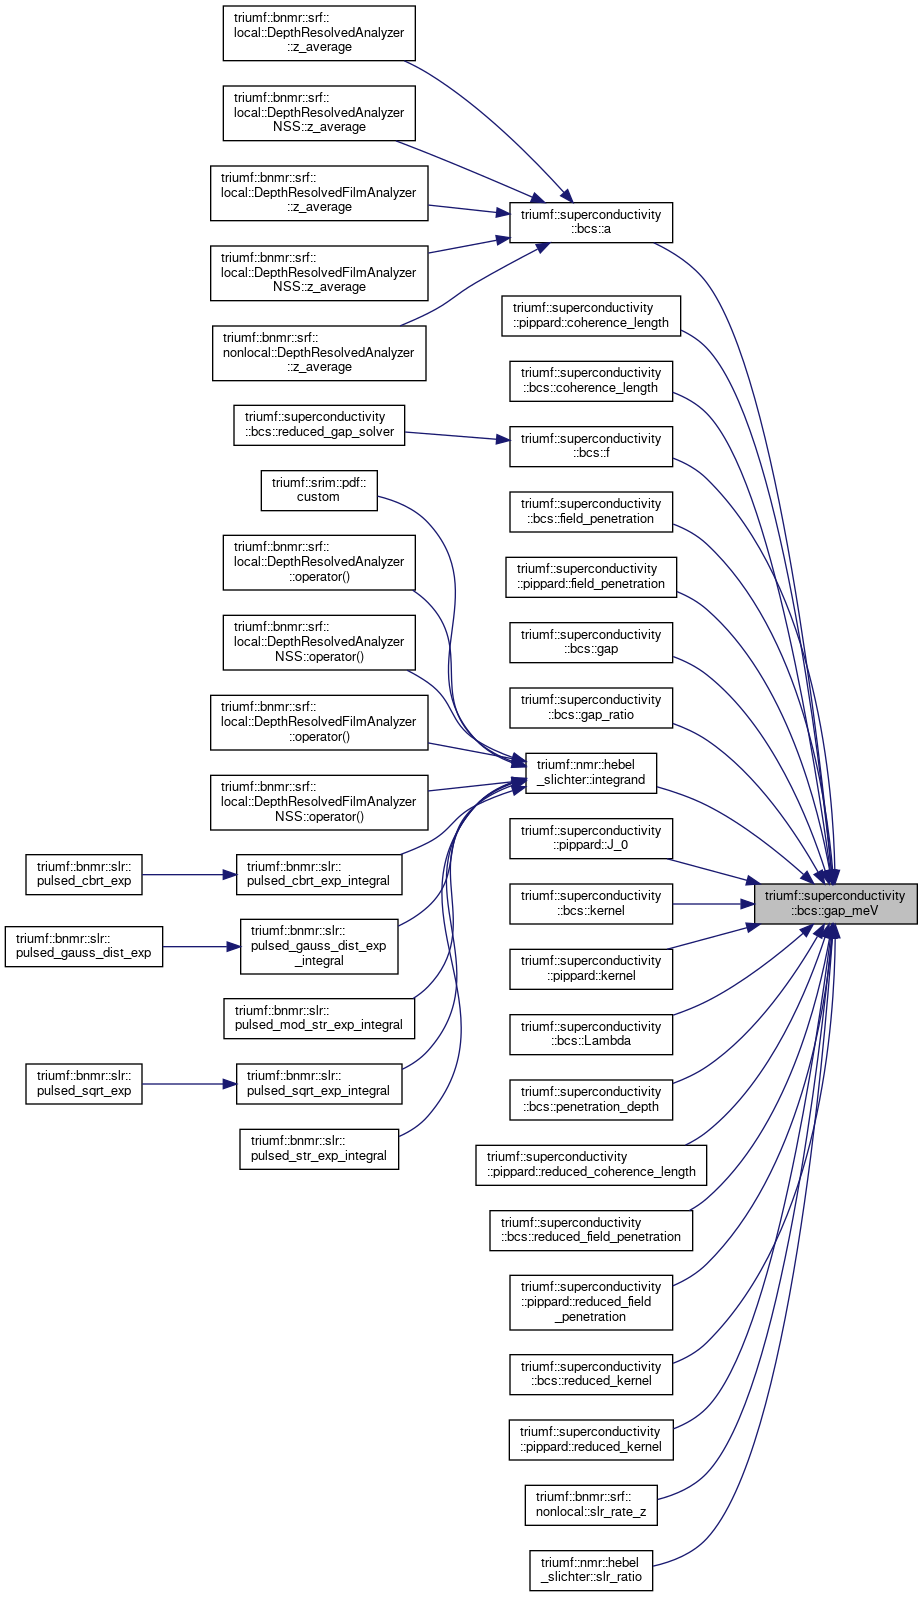 triumf::bnmr::srf::
local::DepthResolvedAnalyzer
::z_average
triumf::bnmr::srf::
local::DepthResolvedAnalyzer
NSS::z_average
triumf::bnmr::srf::
local::DepthResolvedFilmAnalyzer
::z_average
triumf::bnmr::srf::
local::DepthResolvedFilmAnalyzer
NSS::z_average
triumf::bnmr::srf::
nonlocal::DepthResolvedAnalyzer
::z_average
triumf::superconductivity
::bcs::reduced_gap_solver
triumf::srim::pdf::
custom
triumf::bnmr::srf::
local::DepthResolvedAnalyzer
::operator()
triumf::bnmr::srf::
local::DepthResolvedAnalyzer
NSS::operator()
triumf::bnmr::srf::
local::DepthResolvedFilmAnalyzer
::operator()
triumf::bnmr::srf::
local::DepthResolvedFilmAnalyzer
NSS::operator()
triumf::bnmr::slr::
pulsed_cbrt_exp
triumf::bnmr::slr::
pulsed_cbrt_exp_integral
triumf::bnmr::slr::
pulsed_gauss_dist_exp
triumf::bnmr::slr::
pulsed_gauss_dist_exp
_integral
triumf::bnmr::slr::
pulsed_mod_str_exp_integral
triumf::bnmr::slr::
pulsed_sqrt_exp
triumf::bnmr::slr::
pulsed_sqrt_exp_integral
triumf::bnmr::slr::
pulsed_str_exp_integral
triumf::superconductivity
::bcs::a
triumf::superconductivity
::pippard::coherence_length
triumf::superconductivity
::bcs::coherence_length
triumf::superconductivity
::bcs::f
triumf::superconductivity
::bcs::field_penetration
triumf::superconductivity
::pippard::field_penetration
triumf::superconductivity
::bcs::gap
triumf::superconductivity
::bcs::gap_ratio
triumf::nmr::hebel
_slichter::integrand
triumf::superconductivity
::pippard::J_0
triumf::superconductivity
::bcs::kernel
triumf::superconductivity
::pippard::kernel
triumf::superconductivity
::bcs::Lambda
triumf::superconductivity
::bcs::penetration_depth
triumf::superconductivity
::pippard::reduced_coherence_length
triumf::superconductivity
::bcs::reduced_field_penetration
triumf::superconductivity
::pippard::reduced_field
_penetration
triumf::superconductivity
::bcs::reduced_kernel
triumf::superconductivity
::pippard::reduced_kernel
triumf::bnmr::srf::
nonlocal::slr_rate_z
triumf::nmr::hebel
_slichter::slr_ratio
triumf::superconductivity
::bcs::gap_meV